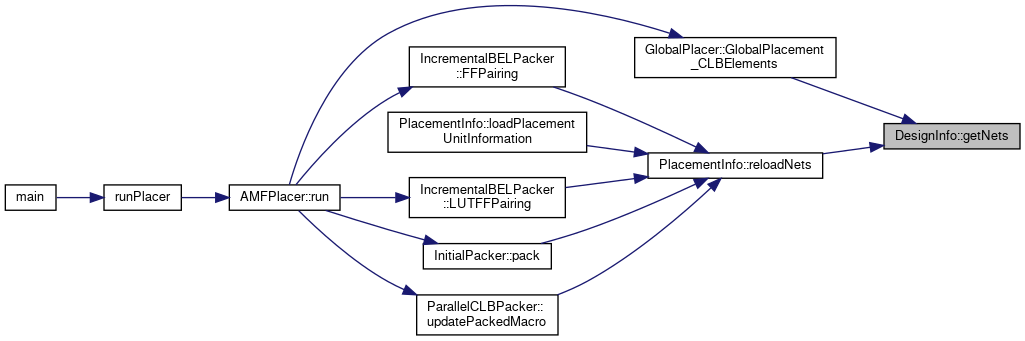 GlobalPlacer::GlobalPlacement
_CLBElements
IncrementalBELPacker
::FFPairing
PlacementInfo::loadPlacement
UnitInformation
DesignInfo::getNets
PlacementInfo::reloadNets
main
runPlacer
AMFPlacer::run
IncrementalBELPacker
::LUTFFPairing
InitialPacker::pack
ParallelCLBPacker::
updatePackedMacro